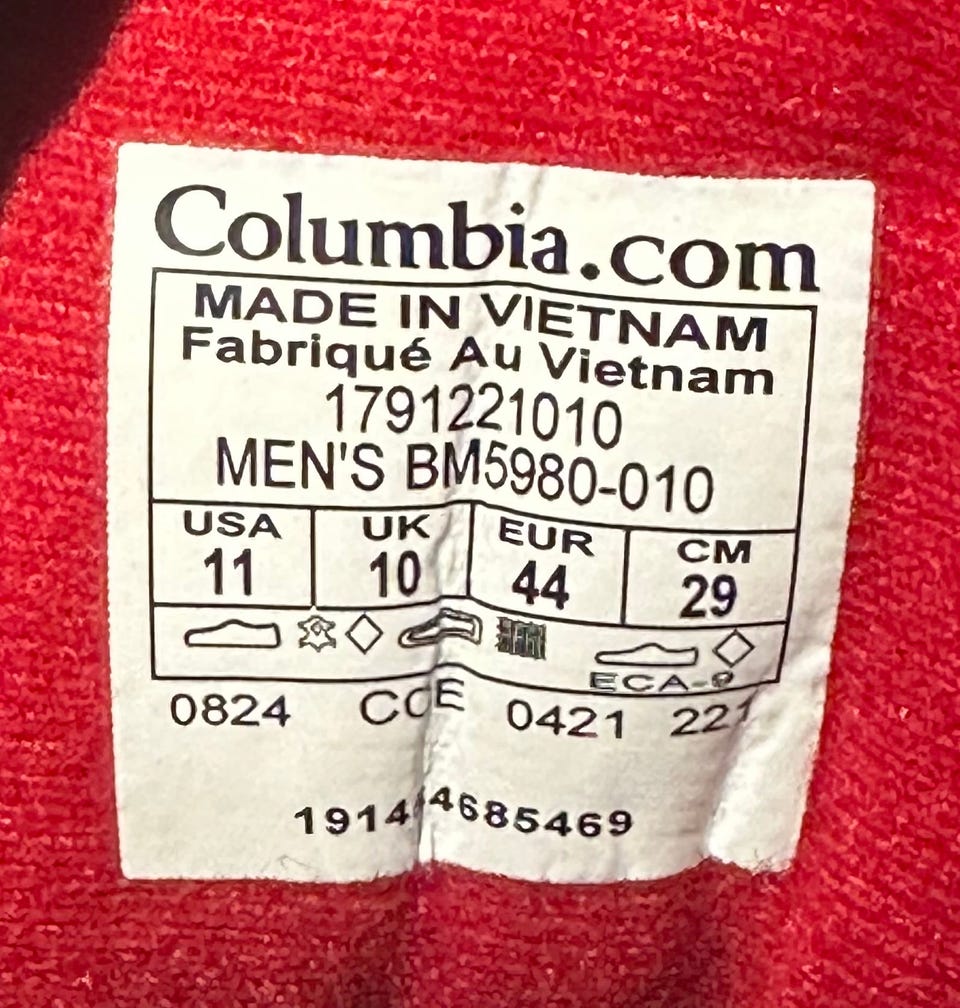 Columbia.com
MADE IN VIETNAM
Fabriqué Au Vietnam
1791221010
MEN'S BM5980-010
USA UK EUR CM
11 10 44 29
0824 0421